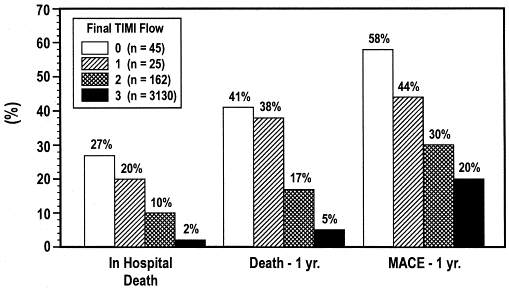 70
60
50
40
30
20
10
0
(%)
Final TIMI Flow
0 (n = 45)
1 (n = 25)
2 (n = 162)
3 (n = 3130)
27%
20%
10%
2%
41%
38%
17%
5%
58%
44%
30%
20%
In Hospital
Death
Death - 1 yr.
MACE - 1 yr.